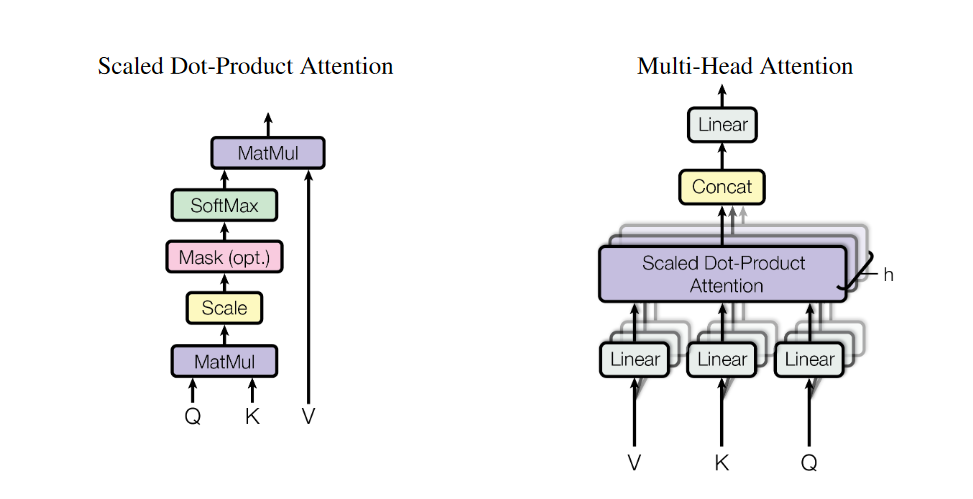 Scaled Dot-Product Attention
MatMul
SoftMax
Mask (opt.)
Scale
MatMul
Q K V
Multi-Head Attention
Linear
Concat
Scaled Dot-Product
Attention
h
Linear Linear Linear
V K Q